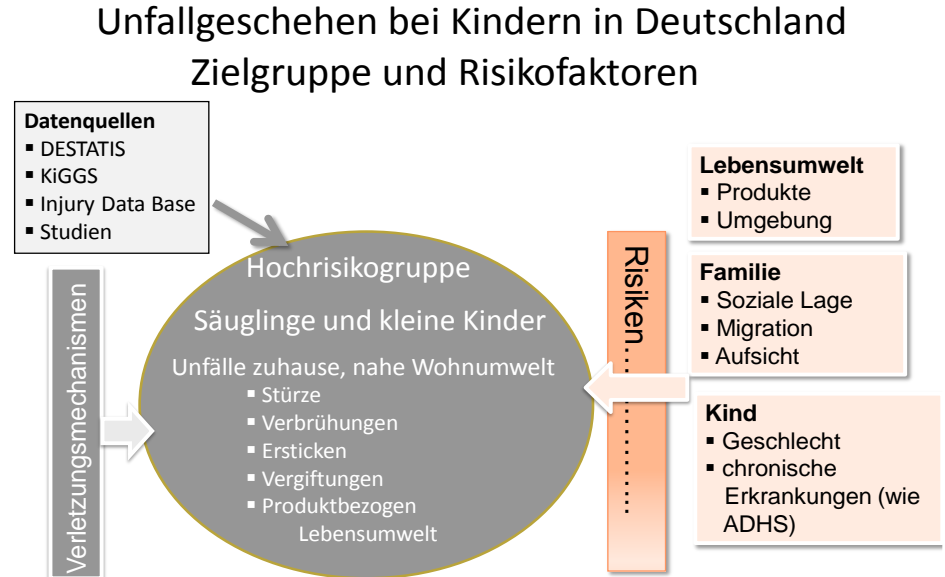 Unfallgeschehen bei Kindern in Deutschland
Zielgruppe und Risikofaktoren
Datenquellen
▪ DESTATIS
▪ KiGGS
▪ Injury Data Base
▪ Studien
Verletzungsmechanismen
Hochrisikogruppe
Säuglinge und kleine Kinder
Unfälle zuhause, nahe Wohnumwelt
▪ Stürze
▪ Verbrühungen
▪ Ersticken
▪ Vergiftungen
▪ Produktbezogen
Lebensumwelt
Risiken....................
Lebensumwelt
▪ Produkte
▪ Umgebung
Familie
▪ Soziale Lage
▪ Migration
▪ Aufsicht
Kind
▪ Geschlecht
▪ chronische
Erkrankungen (wie
ADHS)